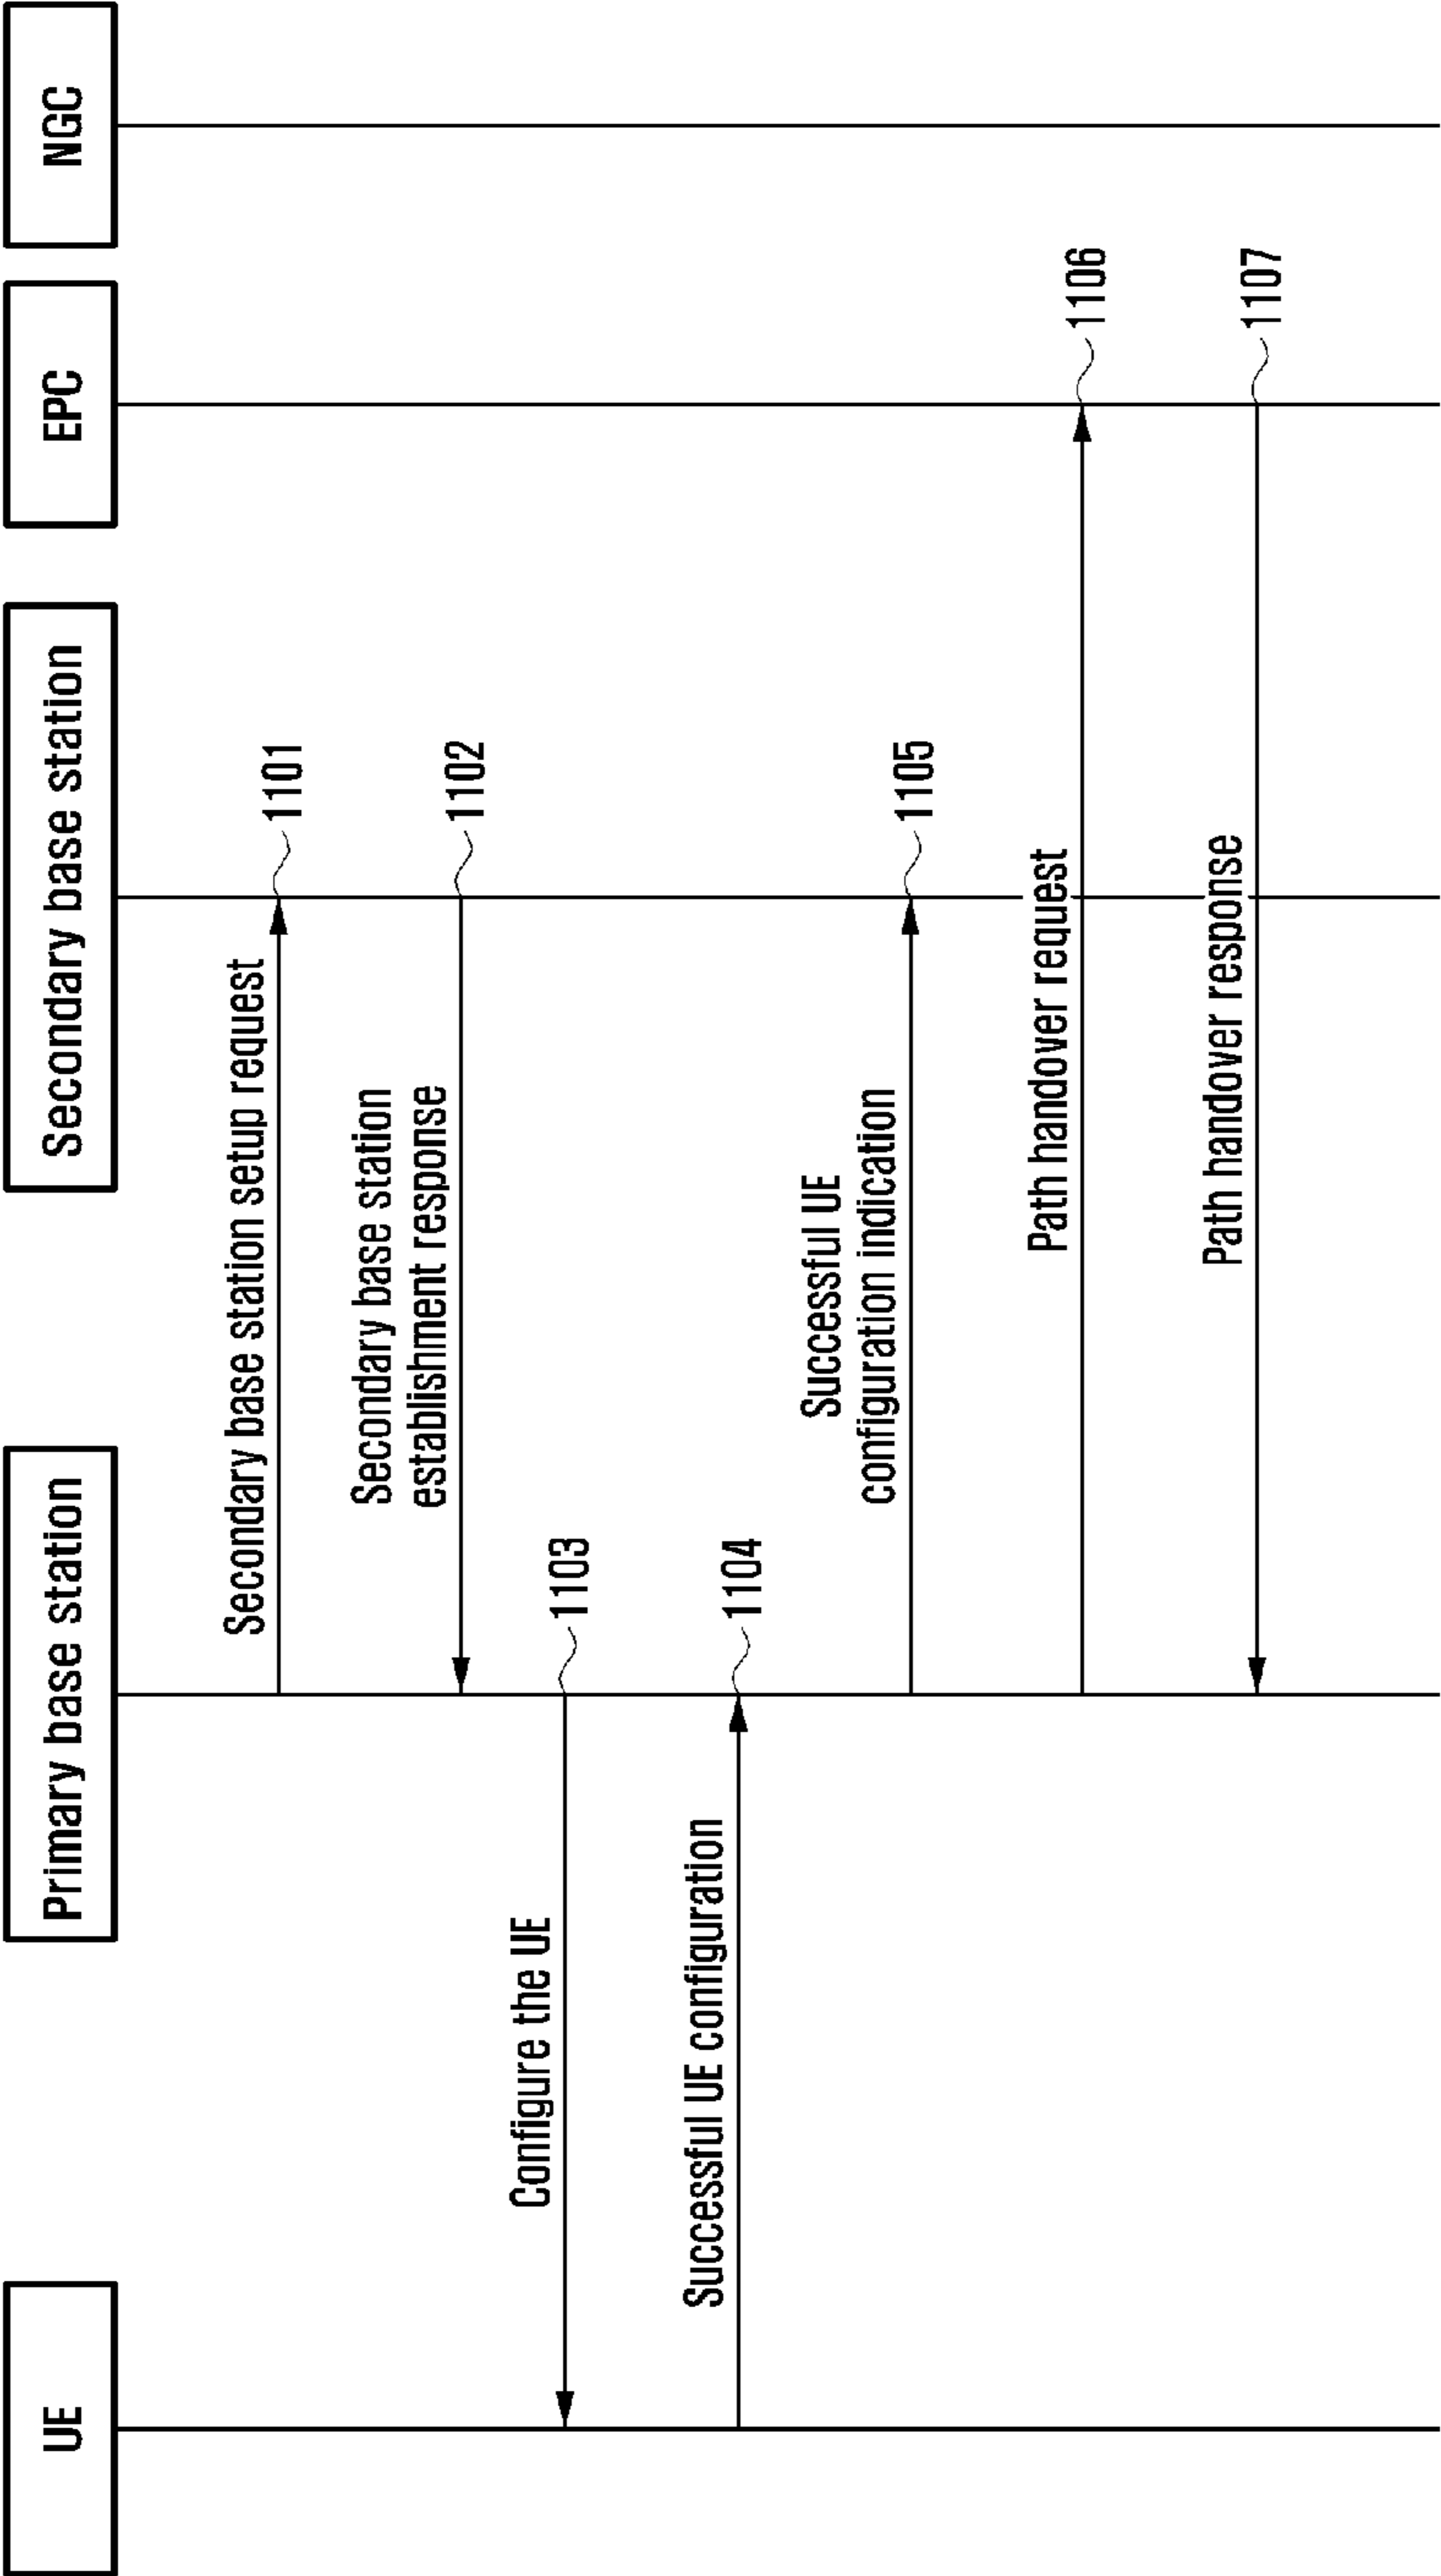 UE
Primary base station
Secondary base station
EPC
NGC
Secondary base station setup request
1101
Secondary base station
establishment response
1102
Configure the UE
1103
Successful UE configuration
1104
Successful UE
configuration indication
1105
Path handover request
1106
Path handover response
1107